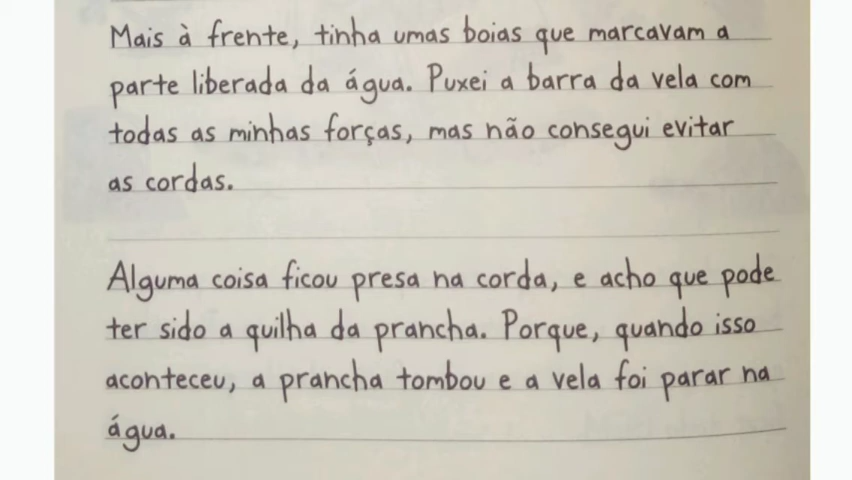 Mais à frente, tinha umas boias que marcavam a
parte liberada da água. Puxei a barra da vela com
todas as minhas forças, mas não consegui evitar
as cordas.
Alguma coisa ficou presa na corda, e acho que pode
ter sido a quilha da prancha. Porque, quando isso
aconteceu, a prancha tombou e a vela foi parar na
água.